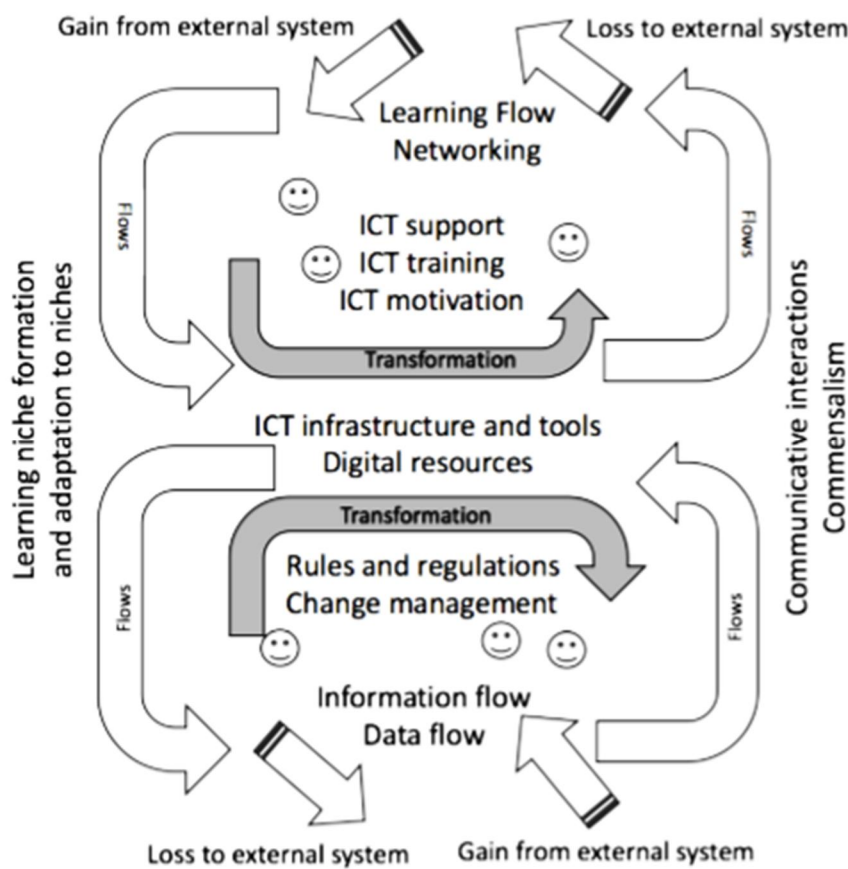 Gain from external system
Loss to external system
Learning Flow
Networking
Flows
Flows
ICT support
ICT training
ICT motivation
Transformation
Learning niche formation
and adaptation to niches
Communicative interactions
Commensalism
ICT infrastructure and tools
Digital resources
Transformation
Rules and regulations
Change management
Flows
Flows
Information flow
Data flow
Loss to external system
Gain from external system